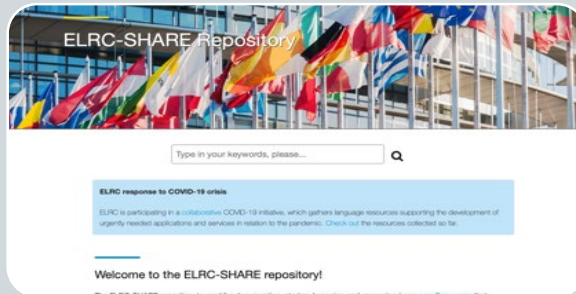 ELRC-SHARE Repository
Type in your keywords, please...
ELRC response to COVID-19 crisis
ELRC is participating in a collaborative COVID-19 initiative, which gathers language resources supporting the development of
urgently needed applications and services in relation to the pandemic. Check out the resources collected so far.
Welcome to the ELRC-SHARE repository!